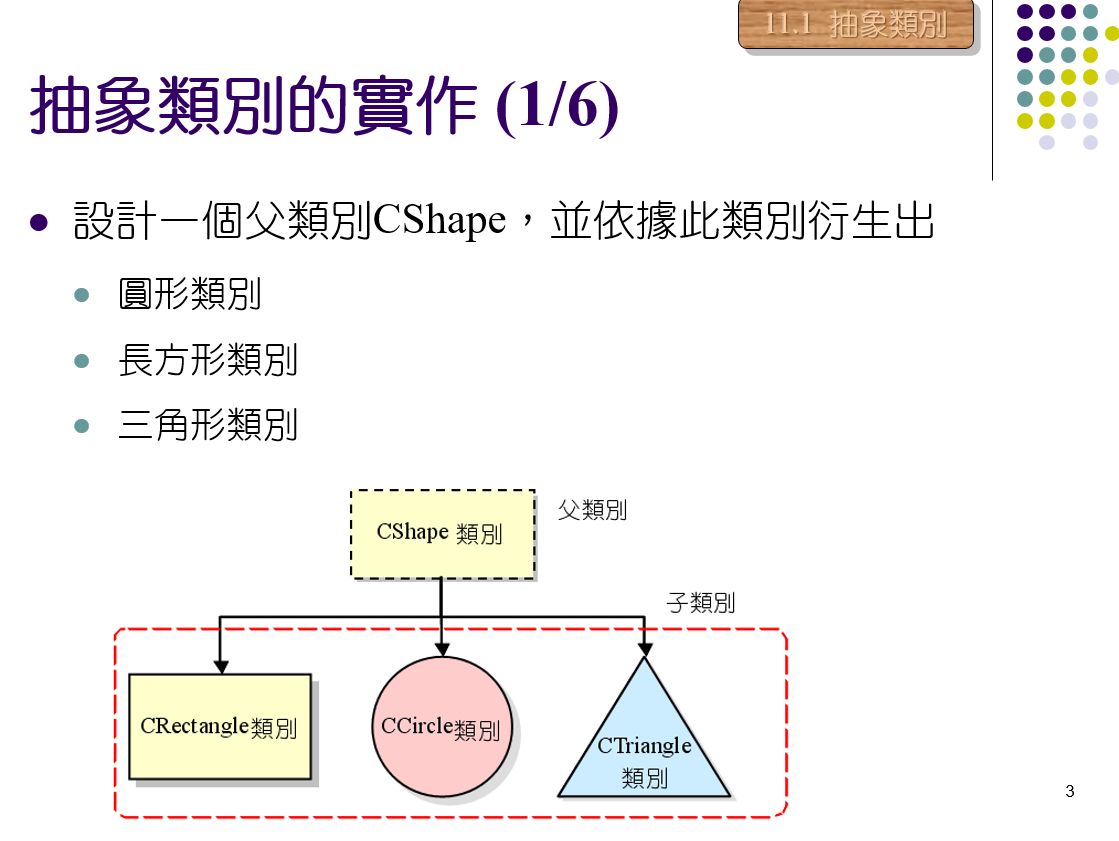 11.1 抽象類別
抽象類別的實作 (1/6)
設計一個父類別CShape，並依據此類別衍生出
圓形類別
長方形類別
三角形類別
CShape 類別
父類別
子類別
CRectangle類別
CCircle類別
CTriangle
類別
3